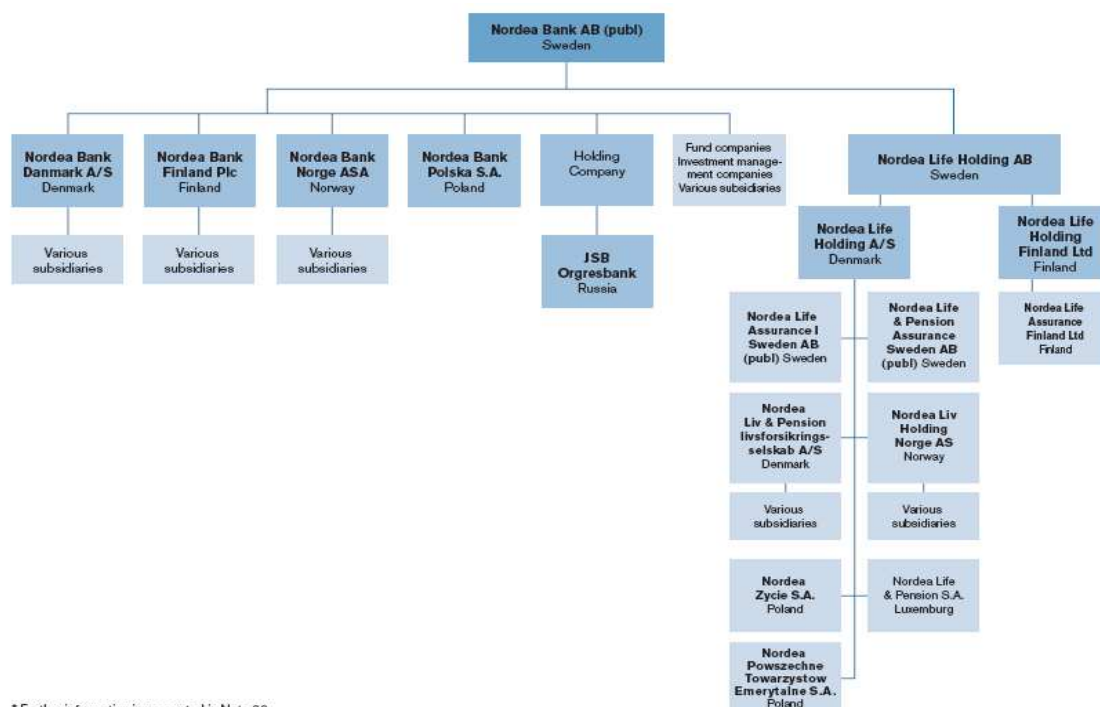 Nordea Bank AB (publ)
Sweden
Nordea Bank
Danmark A/S
Denmark
Nordea Bank
Finland Plc
Finland
Nordea Bank
Norge ASA
Norway
Nordea Bank
Polska S.A.
Poland
Holding
Company
Fund companies
Investment manage-
ment companies
Various subsidiaries
Nordea Life Holding AB
Sweden
Various
subsidiaries
Various
subsidiaries
Various
subsidiaries
JSB
Orgresbank
Russia
Nordea Life
Holding A/S
Denmark
Nordea Life
Holding
Finland Ltd
Finland
Nordea Life
Assurance I
Sweden AB
(publ) Sweden
Nordea Life
& Pension
Assurance
Sweden AB
(publ) Sweden
Nordea Life
Assurance
Finland Ltd
Finland
Nordea
Liv & Pension
livsforsikrings-
selskab A/S
Denmark
Nordea Liv
Holding
Norge AS
Norway
Various
subsidiaries
Various
subsidiaries
Nordea
Zycie S.A.
Poland
Nordea Life
& Pension S.A.
Luxemburg
Nordea
Powszechne
Towarzystow
Emerytalne S.A.
Poland